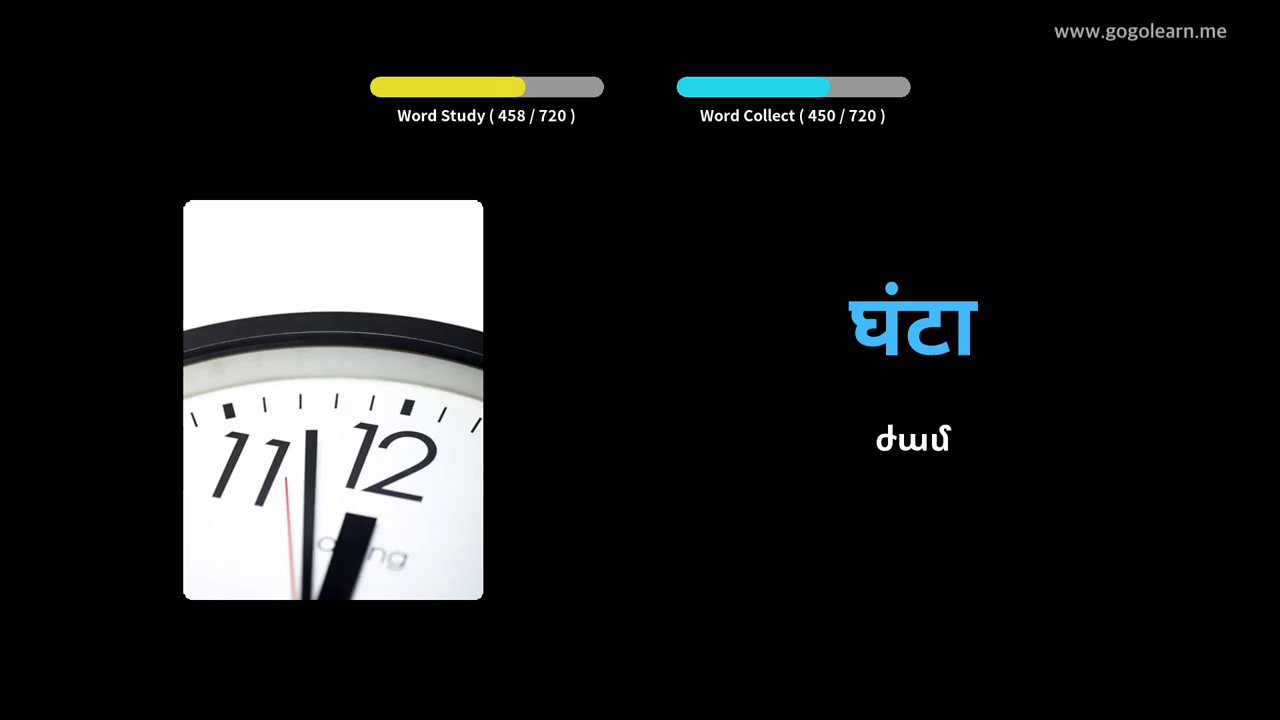 www.gogolearn.me
Word Study ( 458 / 720 )
Word Collect ( 450 / 720 )
11 12
घंटा
ժամ